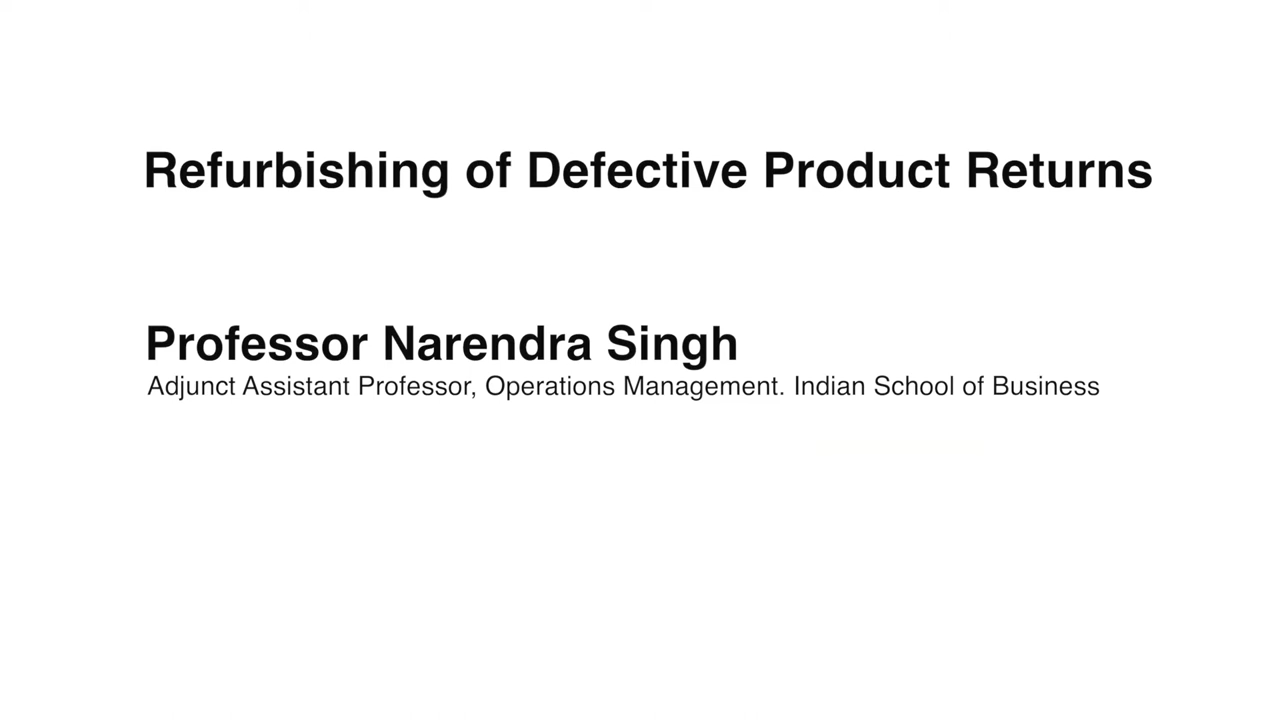 Refurbishing of Defective Product Returns
Professor Narendra Singh
Adjunct Assistant Professor, Operations Management. Indian School of Business